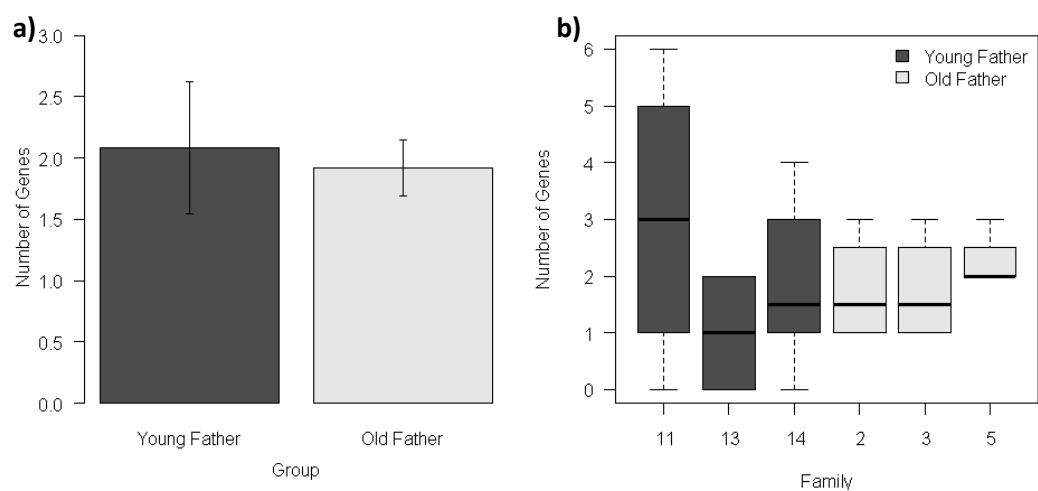 a)
3.0
2.5
2.0
1.5
1.0
0.5
0.0
Number of Genes
Young Father Old Father
Group
b)
6
5
4
3
2
1
0
Number of Genes
Young Father
Old Father
11 13 14 2 3 5
Family